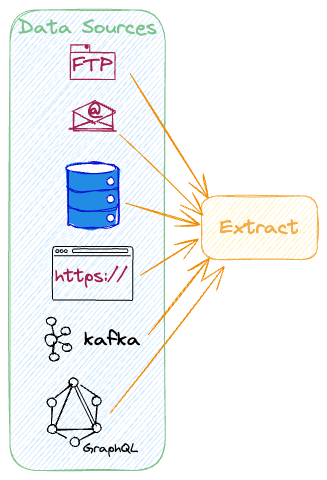 Data Sources
FTP
@
Extract
https://
kafka
GraphQL